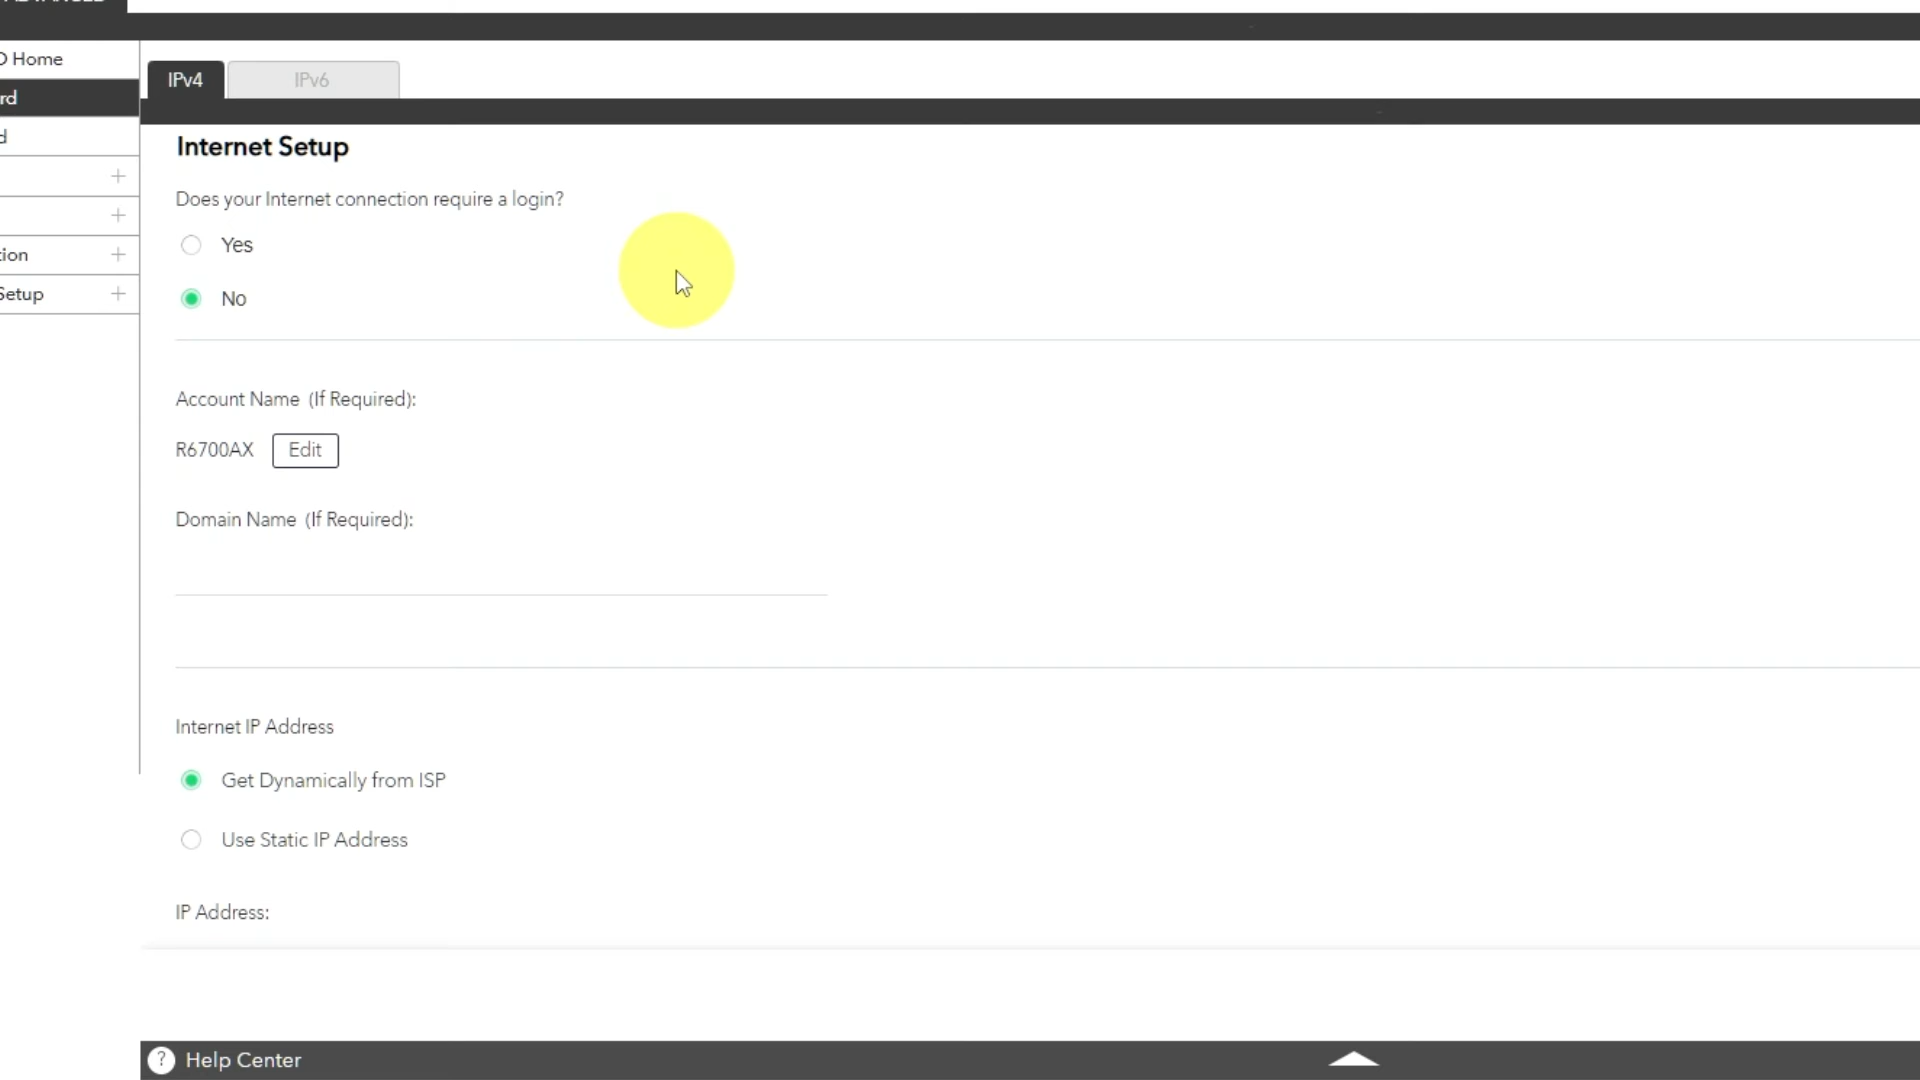 Home
IPv4
IPv6
Internet Setup
Does your Internet connection require a login?
Yes
No
Setup
Account Name (If Required):
R6700AX
Edit
Domain Name (If Required):
Internet IP Address
Get Dynamically from ISP
Use Static IP Address
IP Address:
? Help Center